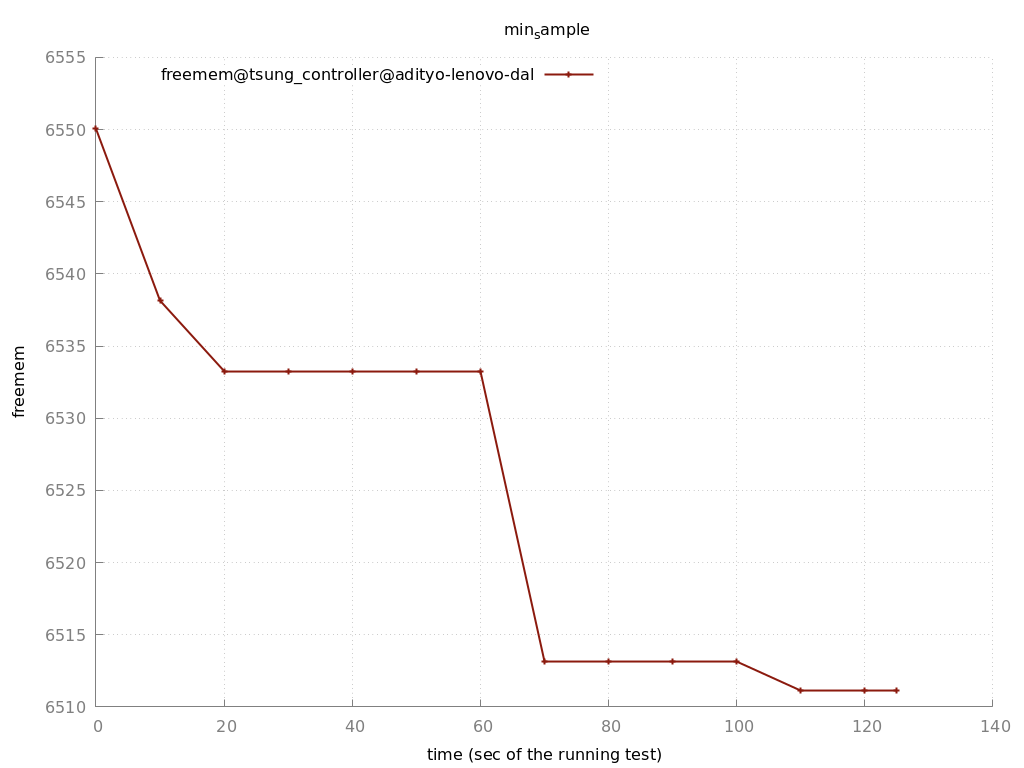 min_sample
6555
freemem@tsung_controller@adityo-lenovo-dal
6550
6545
6540
6535
6530
6525
6520
6515
6510
freemem
0 20 40 60 80 100 120 140
time (sec of the running test)